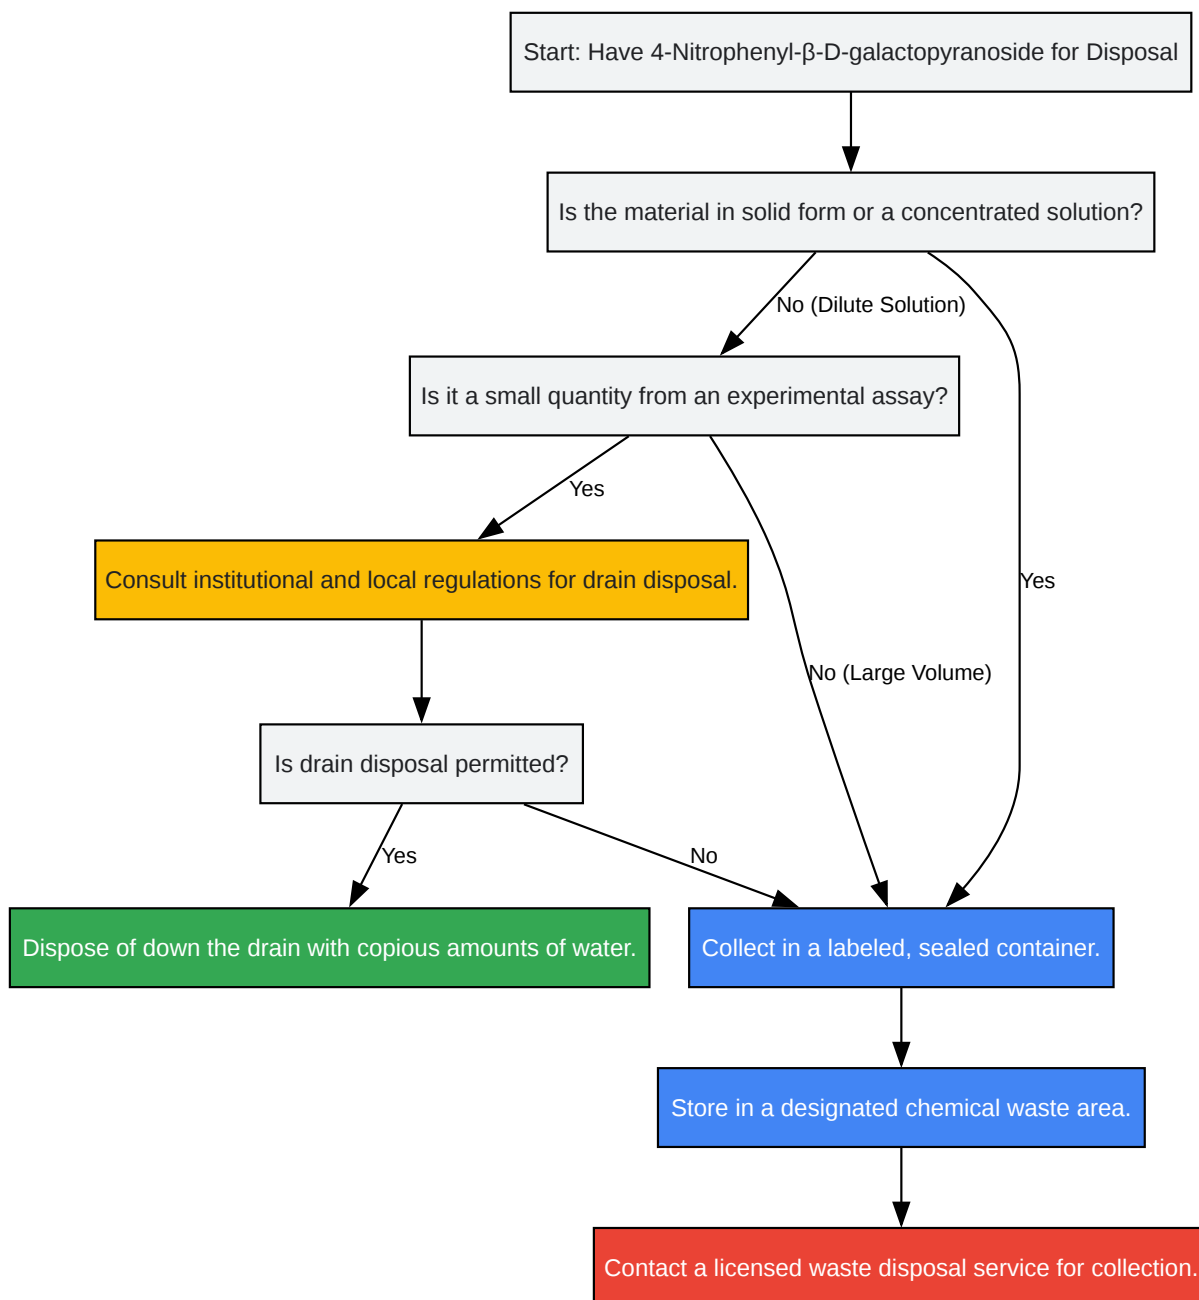 Start: Have 4-Nitrophenyl-β-D-galactopyranoside for Disposal
Is the material in solid form or a concentrated solution?
No (Dilute Solution)
Is it a small quantity from an experimental assay?
Yes
Consult institutional and local regulations for drain disposal.
Yes
No (Large Volume)
Is drain disposal permitted?
Yes
No
Dispose of down the drain with copious amounts of water.
Collect in a labeled, sealed container.
Store in a designated chemical waste area.
Contact a licensed waste disposal service for collection.